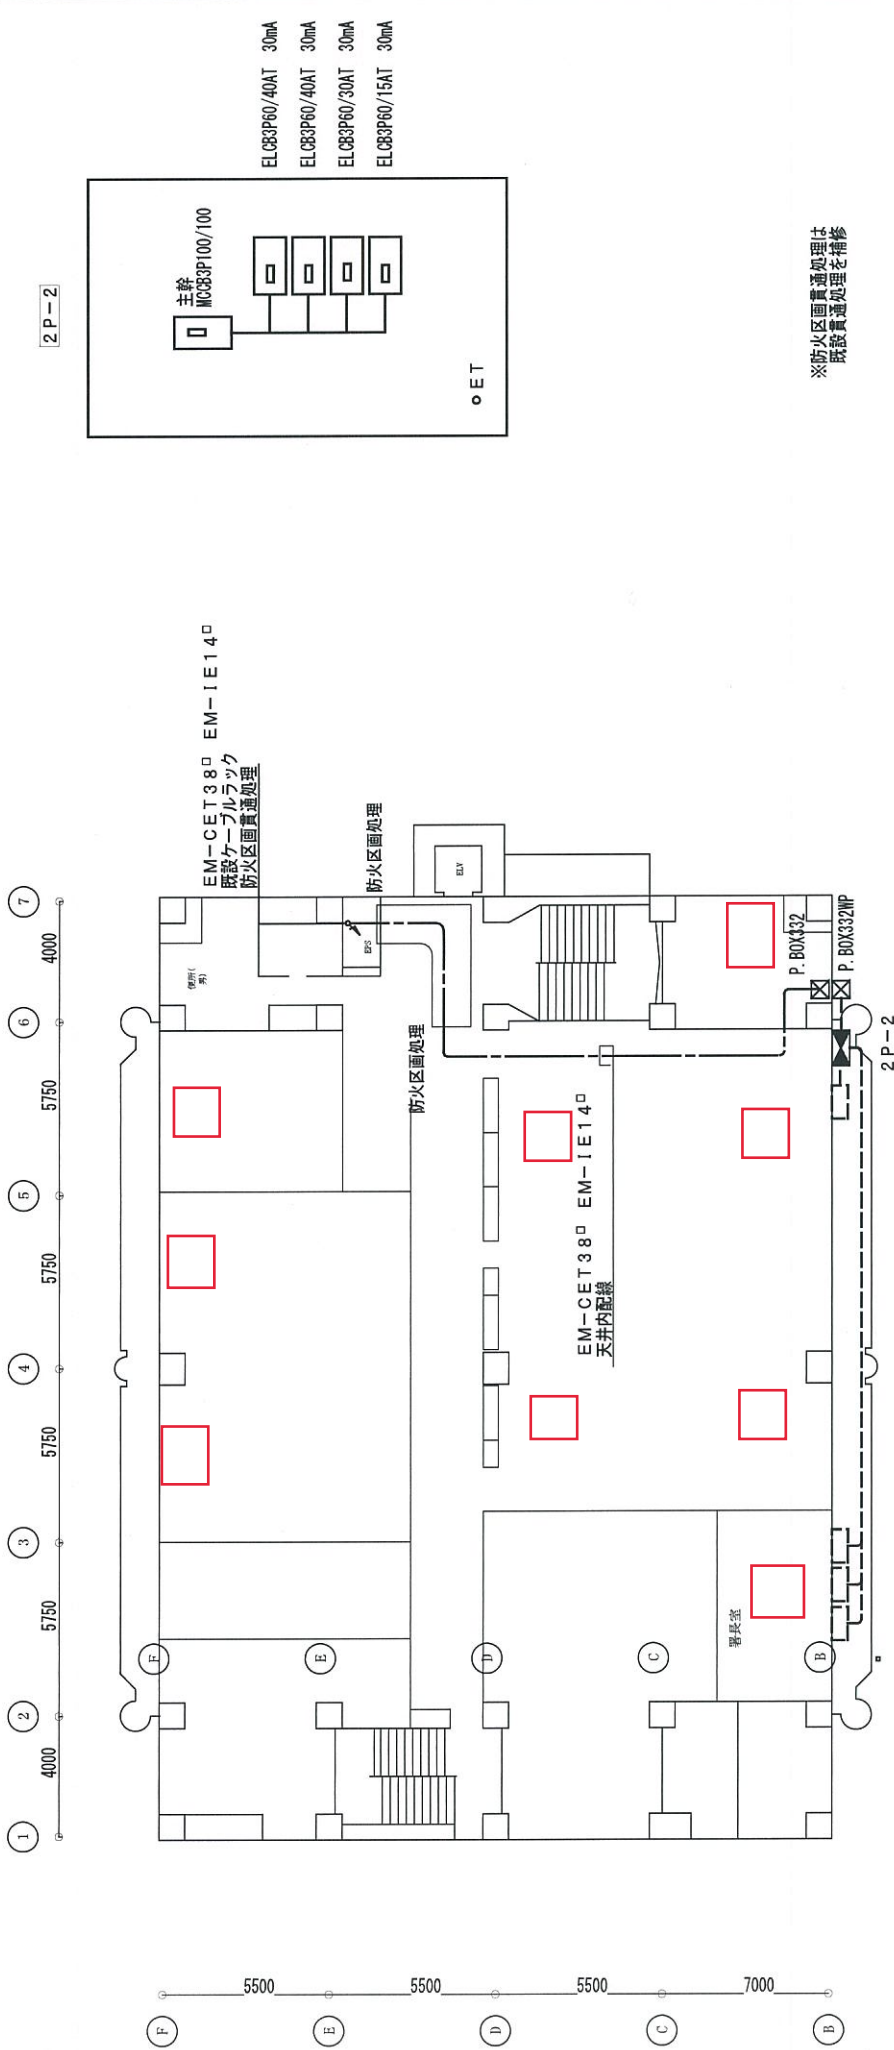 2P-2
主幹
MCCB3P100/100
ELCB3P60/40AT 30mA
ELCB3P60/40AT 30mA
ELCB3P60/30AT 30mA
ELCB3P60/15AT 30mA
ET
※防火区画貫通処理は
既設貫通処理を補修
EM-CET38□ EM-IE14□
既設ケーブルラック
防火区画貫通処理
防火区画処理
防火区画処理
EM-CET38□ EM-IE14□
天井内配線
P.BOX332
P.BOX332WP
2P-2
ELV
EPS
便所(
男)
署長室
1
2
3
4
5
6
7
4000
5750
5750
5750
5750
4000
F
E
D
C
B
F
E
D
C
B
5500
5500
5500
7000